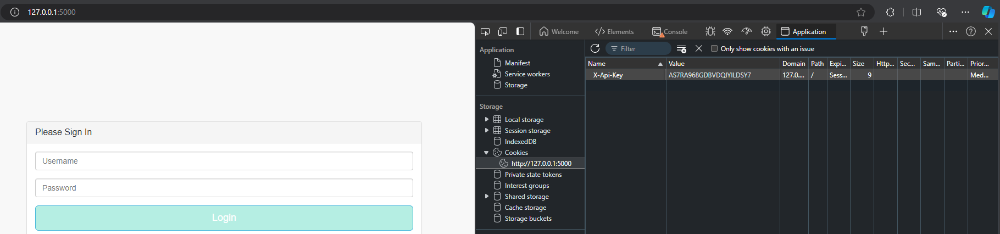 127.0.0.1:5000
Welcome
Elements
Console
Application
Application
Manifest
Service workers
Storage
Storage
Local storage
Session storage
IndexedDB
Cookies
http://127.0.0.1:5000
Private state tokens
Interest groups
Shared storage
Cache storage
Storage buckets
Filter
Only show cookies with an issue
Name Value Domain Path Expi... Size Http... Sec... Sam... Parti... Prior...
X-Api-Key AS7RA968GDBVDQIYILDSY7 127.0.... / Sess... 9 Med...
Please Sign In
Username
Password
Login